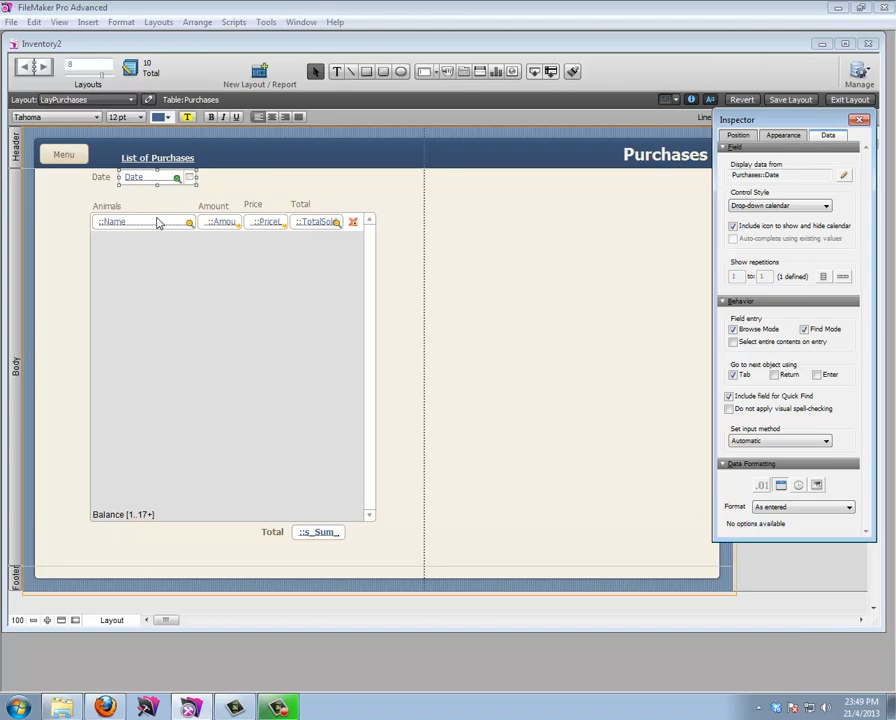 FileMaker Pro Advanced
File Edit View Insert Format Layouts Arrange Scripts Tools Window Help
Inventory2
8
10
Total
Layouts
New Layout / Report
Manage
Layout: LayPurchases
Table: Purchases
Revert
Save Layout
Exit Layout
Tahoma
12 pt
B I U T
Line
Header
Menu
List of Purchases
Purchases
Date Date
Animals Amount Price Total
::Name ::Amou ::PriceL ::TotalSol
Body
Balance [1..17+]
Total ::s_Sum_
Footer
100
Layout
Inspector
Position Appearance Data
Field
Display data from
Purchases::Date
Control Style
Drop-down calendar
Include icon to show and hide calendar
Auto-complete using existing values
Show repetitions
1 to: 1 (1 defined)
Behavior
Field entry
Browse Mode Find Mode
Select entire contents on entry
Go to next object using
Tab Return Enter
Include field for Quick Find
Do not apply visual spell-checking
Set input method
Automatic
Data Formatting
.01
Format As entered
No options available
23:49 PM
21/4/2013